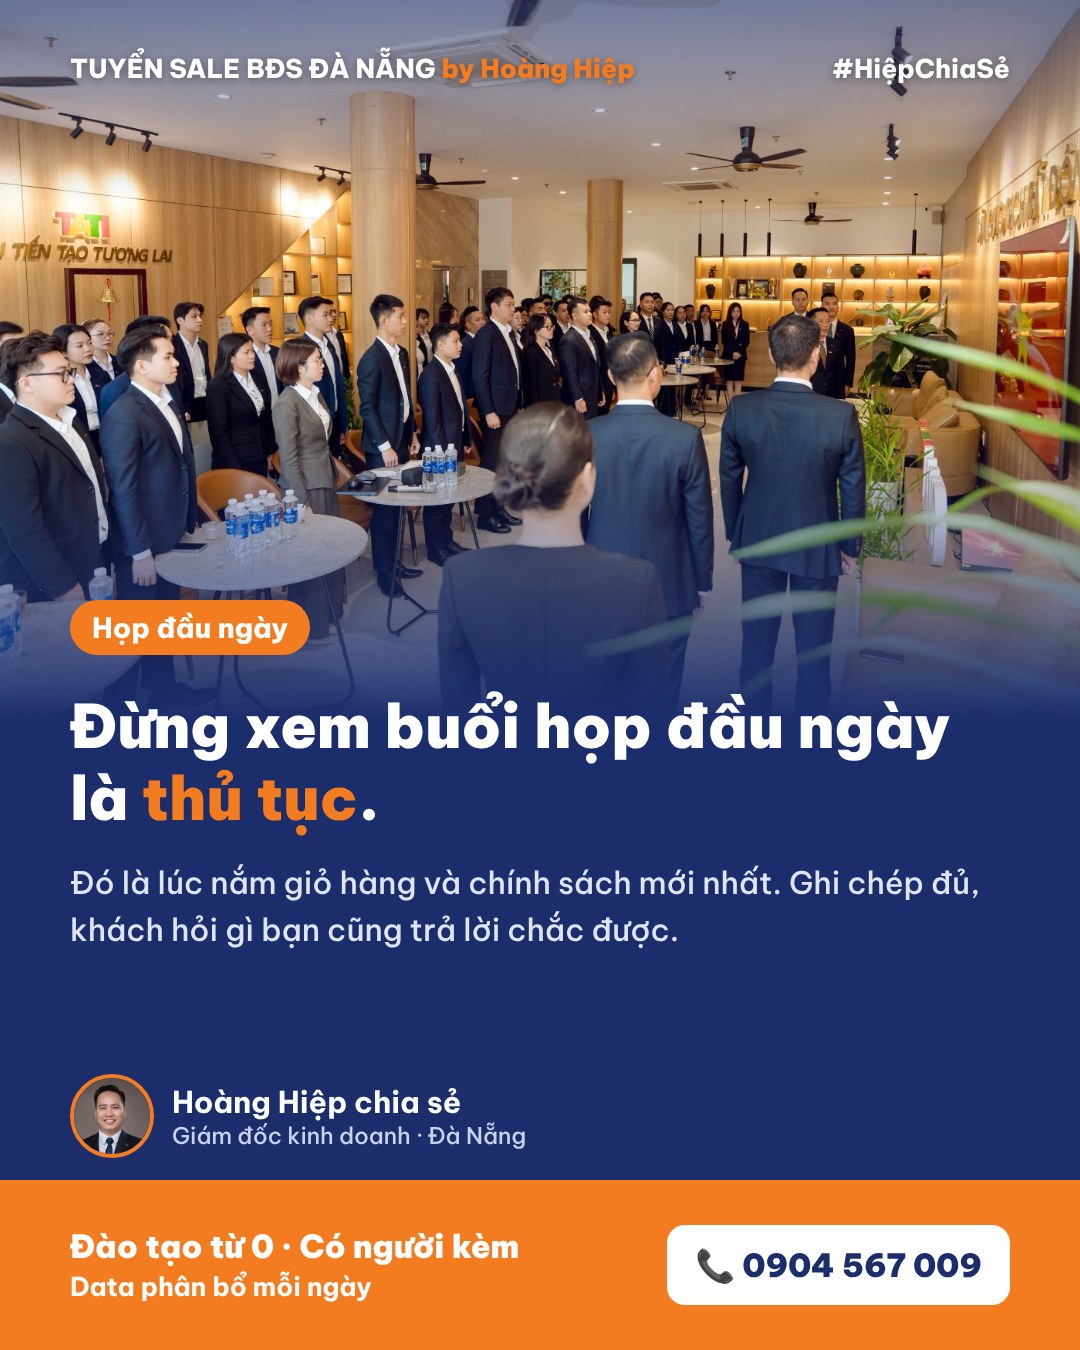 TUYỂN SALE BĐS ĐÀ NẴNG by Hoàng Hiệp
#HiệpChiaSẻ
TATI
TIẾN TẠO TƯƠNG LAI
Họp đầu ngày
Đừng xem buổi họp đầu ngày
là thủ tục.
Đó là lúc nắm giỏ hàng và chính sách mới nhất. Ghi chép đủ,
khách hỏi gì bạn cũng trả lời chắc được.
Hoàng Hiệp chia sẻ
Giám đốc kinh doanh · Đà Nẵng
Đào tạo từ 0 · Có người kèm
Data phân bổ mỗi ngày
📞 0904 567 009